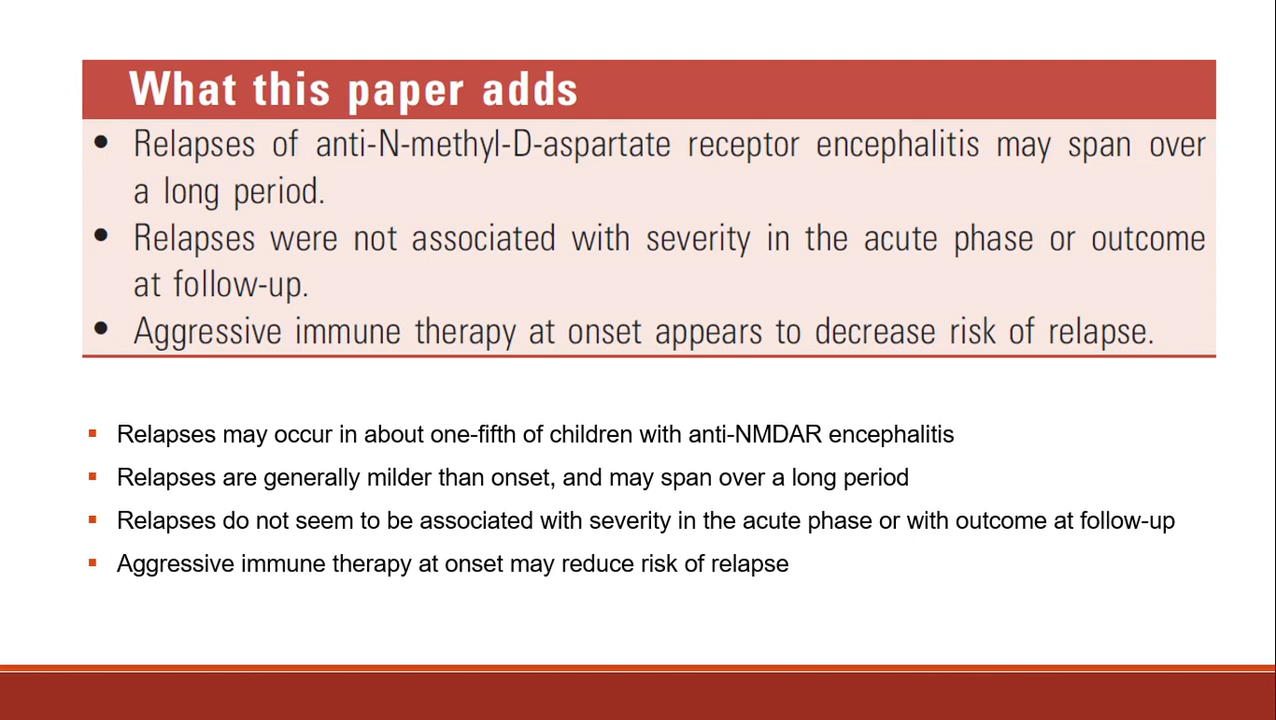 What this paper adds
• Relapses of anti-N-methyl-D-aspartate receptor encephalitis may span over
a long period.
• Relapses were not associated with severity in the acute phase or outcome
at follow-up.
• Aggressive immune therapy at onset appears to decrease risk of relapse.
▪ Relapses may occur in about one-fifth of children with anti-NMDAR encephalitis
▪ Relapses are generally milder than onset, and may span over a long period
▪ Relapses do not seem to be associated with severity in the acute phase or with outcome at follow-up
▪ Aggressive immune therapy at onset may reduce risk of relapse